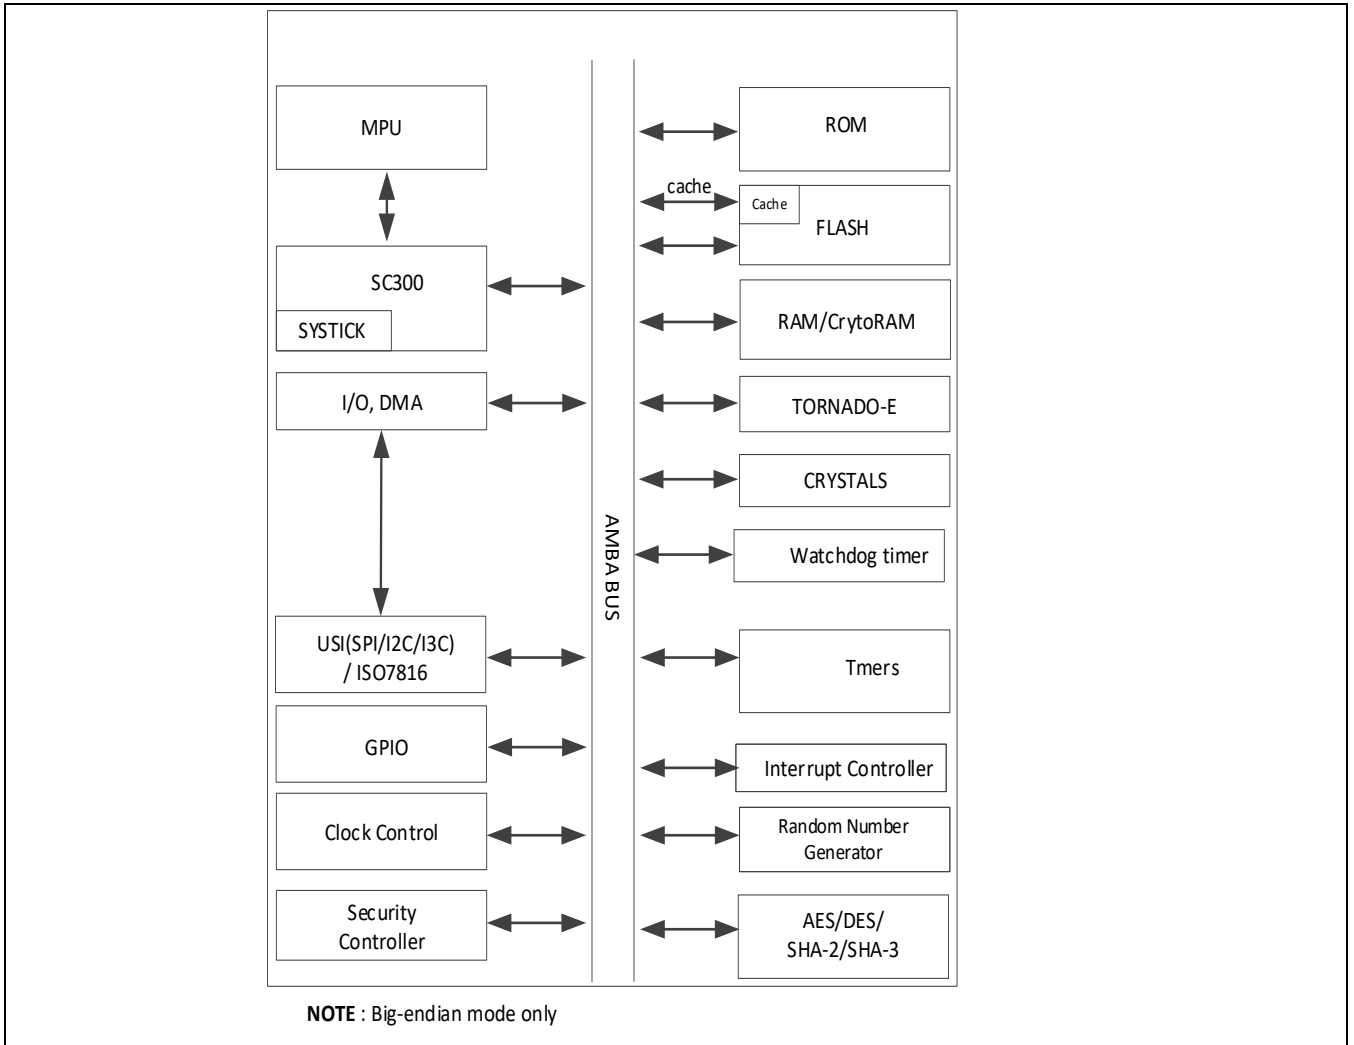 MPU
SC300
SYSTICK
I/O, DMA
USI(SPI/I2C/I3C)
/ ISO7816
GPIO
Clock Control
Security
Controller
AMBA BUS
ROM
cache
Cache
FLASH
RAM/CrytoRAM
TORNADO-E
CRYSTALS
Watchdog timer
Tmers
Interrupt Controller
Random Number
Generator
AES/DES/
SHA-2/SHA-3
NOTE : Big-endian mode only